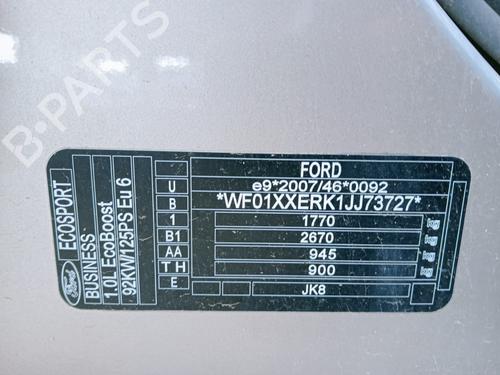 B-PARTS
FORD
U e9*2007/46*0092
B *WF01XXERK1JJ73727*
1 1770 kg
B1 2670 kg
AA 945 kg
T H 900 kg
E JK8
Ford
ECOSPORT
BUSINESS
1.0L EcoBoost
92KW/125PS Eu 6